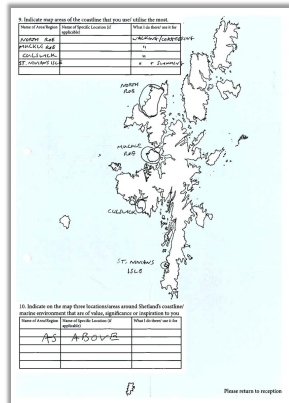 9. Indicate map areas of the coastline that you use/ utilise the most.
Name of Area/Region Name of Specific Location (if applicable) What I do there/ use it for
NORTH ROE WALKING/
MUCKLE ROE "
CULSWICK "
ST. NINIANS ISLE " + SWIMMING
NORTH
ROE
MUCKLE
ROE
CULSWICK
ST. NINIANS
ISLE
10. Indicate on the map three locations/areas around Shetland's coastline/
marine environment that are of value, significance or inspiration to you
Name of Area/Region Name of Specific Location (if applicable) What I do there/ use it for
AS ABOVE
Please return to reception